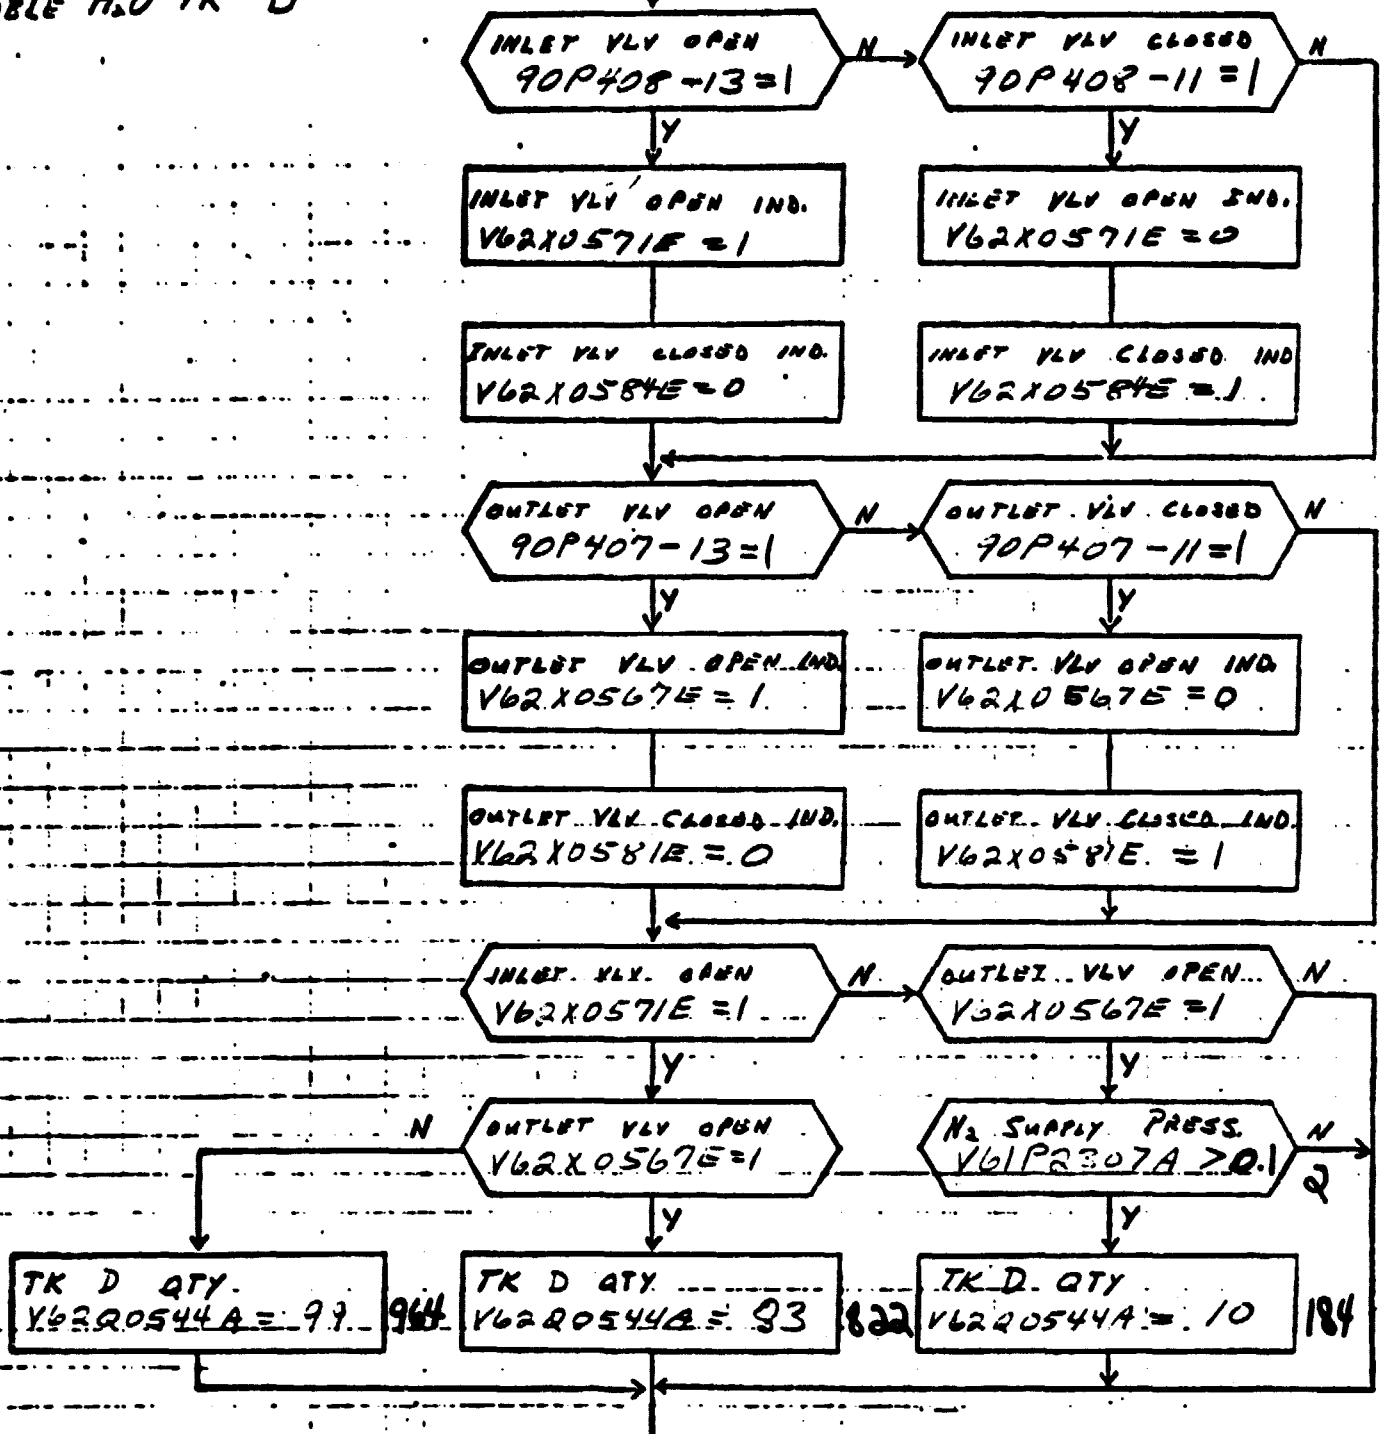 H2O TK D
INLET VLV OPEN
90P408-13=1
N
INLET VLV CLOSED
90P408-11=1
N
Y
Y
INLET VLV OPEN IND.
V62X0571E=1
INLET VLV OPEN IND.
V62X0571E=0
INLET VLV CLOSED IND.
V62X0584E=0
INLET VLV CLOSED IND
V62X0584E=1
OUTLET VLV OPEN
90P407-13=1
N
OUTLET VLV CLOSED
90P407-11=1
N
Y
Y
OUTLET VLV OPEN IND.
V62X0567E=1
OUTLET VLV OPEN IND.
V62X0567E=0
OUTLET VLV CLOSED IND.
V62X0581E=0
OUTLET VLV CLOSED IND.
V62X0581E=1
INLET VLV OPEN
V62X0571E=1
N
OUTLET VLV OPEN
V62X0567E=1
N
Y
Y
N
OUTLET VLV OPEN
V62X0567E=1
N2 SUPPLY PRESS.
V61P2307A >0.1
N
2
Y
Y
TK D QTY
V62Q0544A= 99
964
TK D QTY
V62Q0544A= 83
822
TK D QTY
V62Q0544A= 10
184